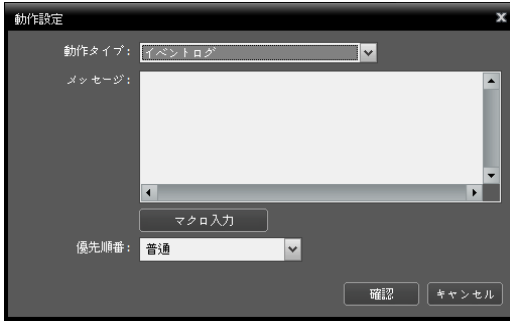 動作設定 x
動作タイプ: イベントログ
メッセージ:
マクロ入力
優先順番: 普通
確認 キャンセル